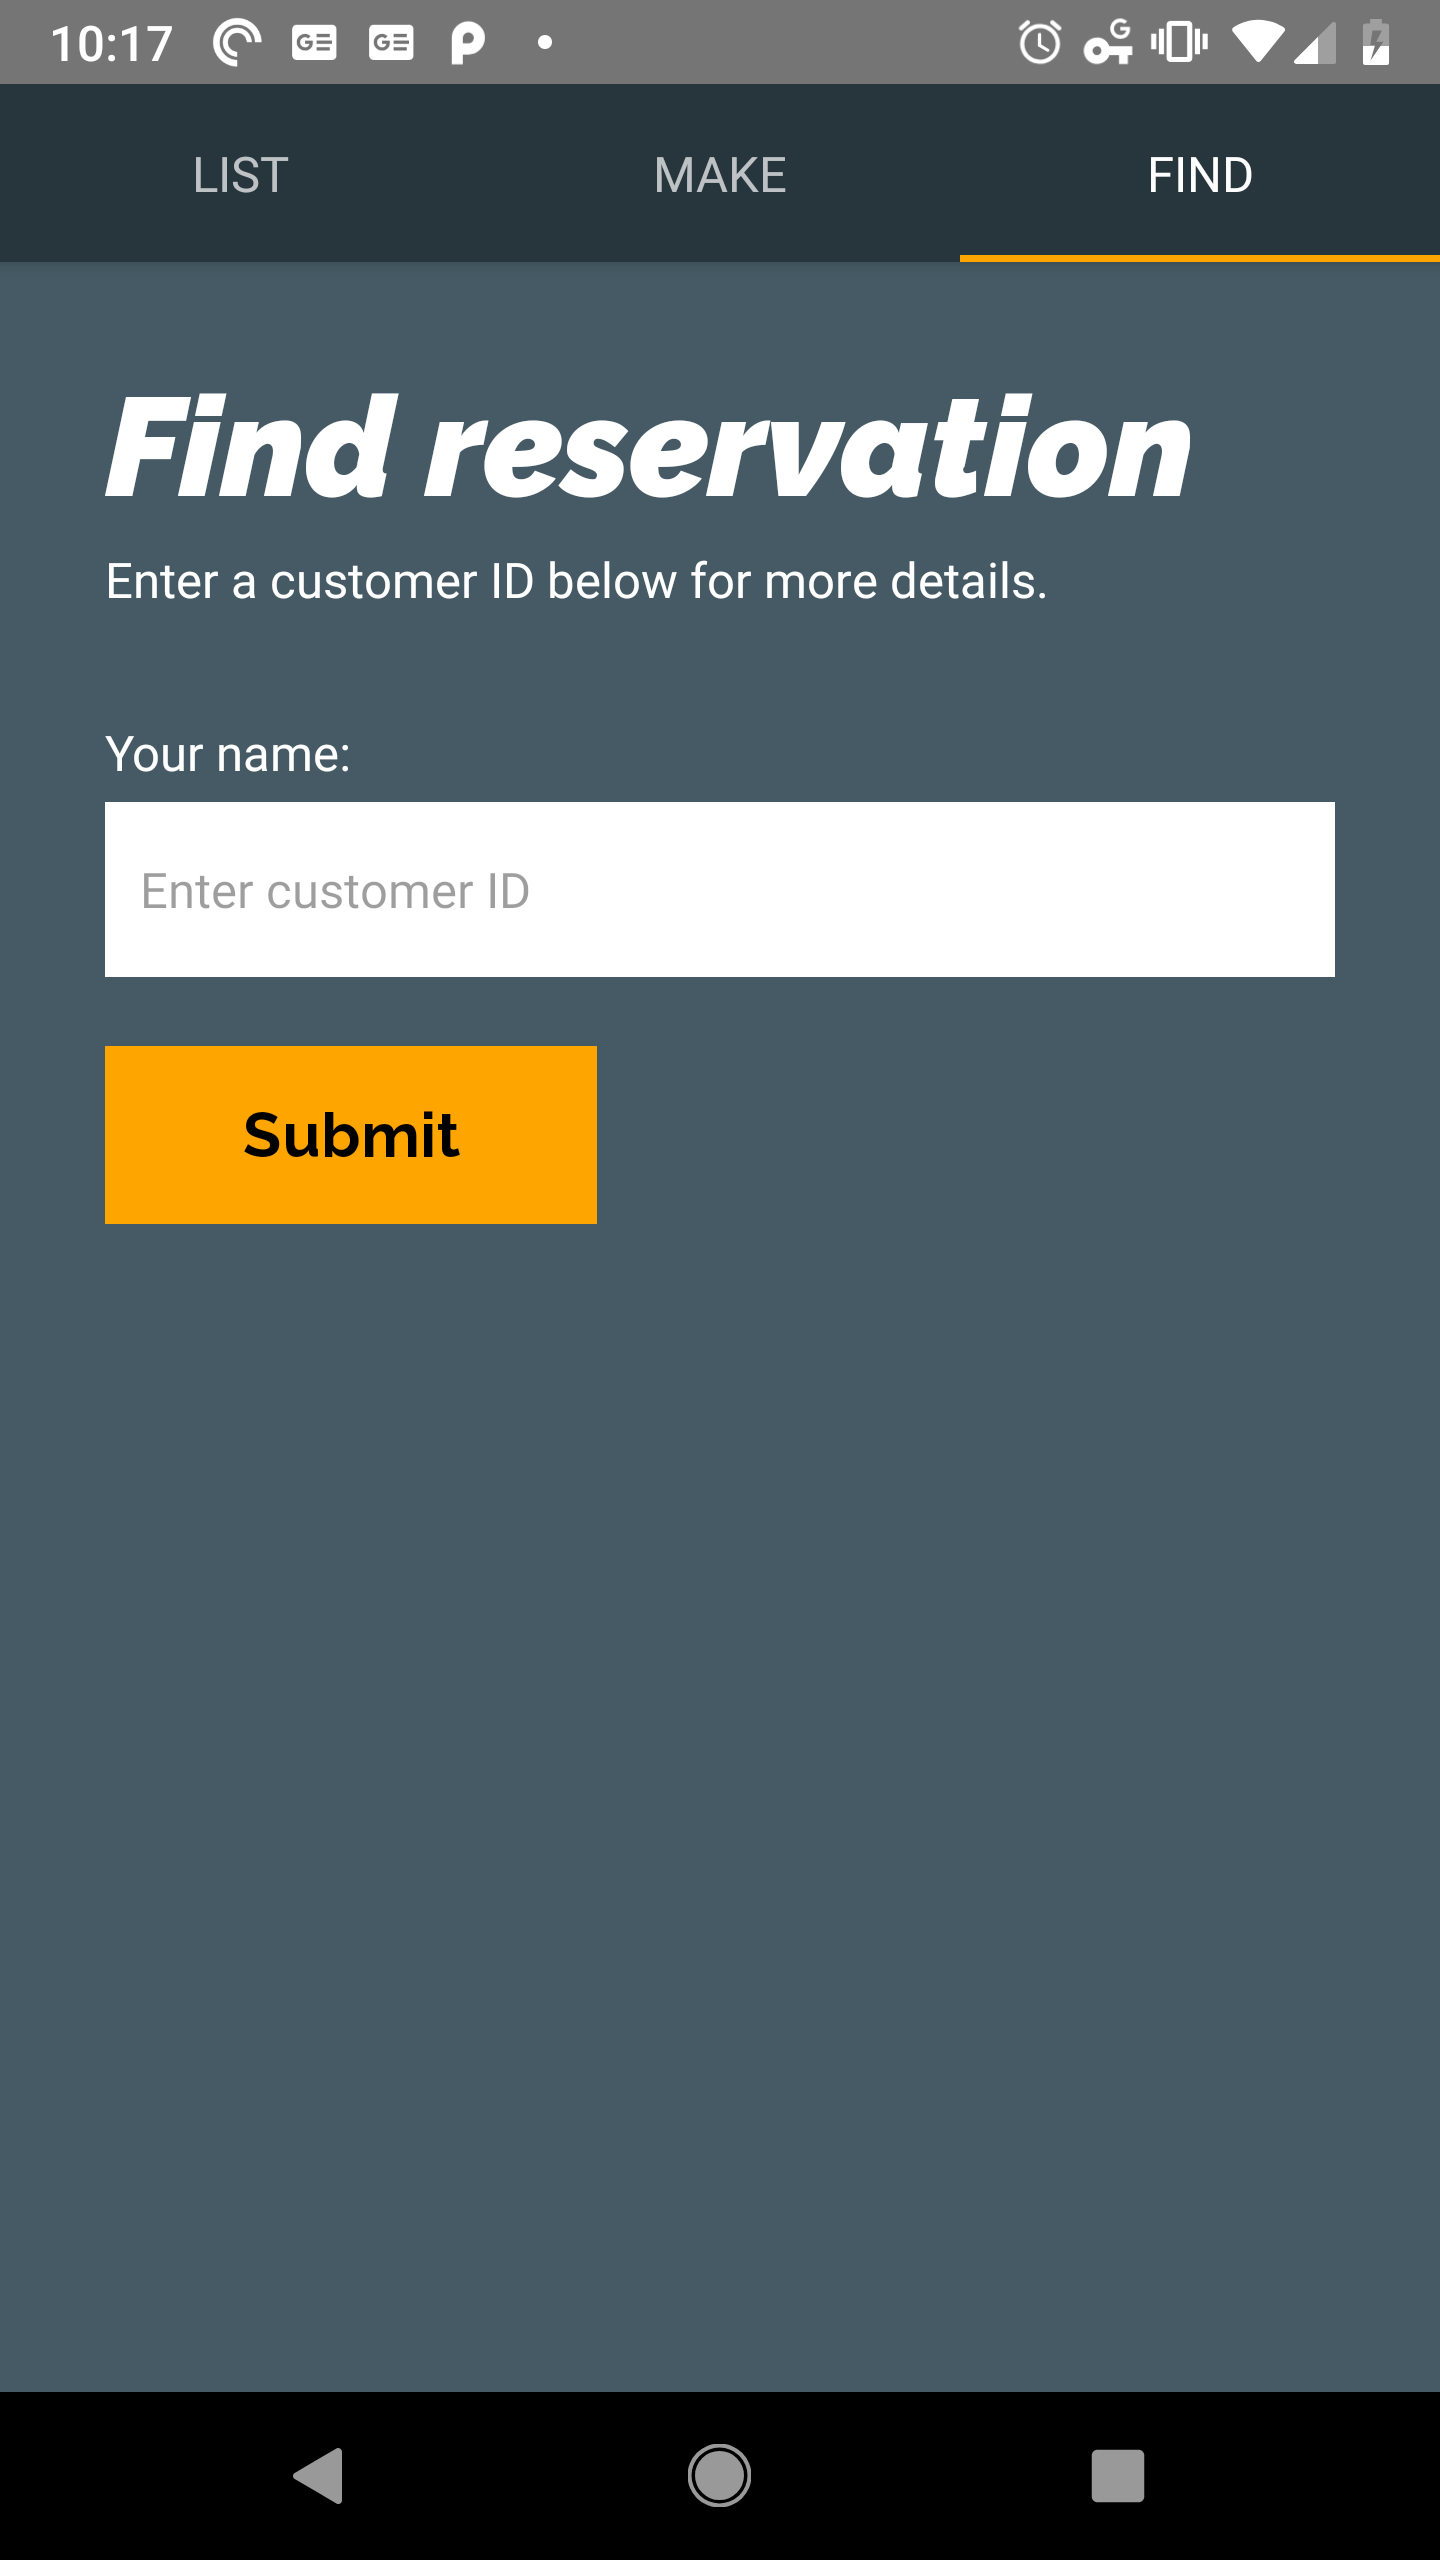 10:17
LIST MAKE FIND
Find reservation
Enter a customer ID below for more details.
Your name:
Enter customer ID
Submit